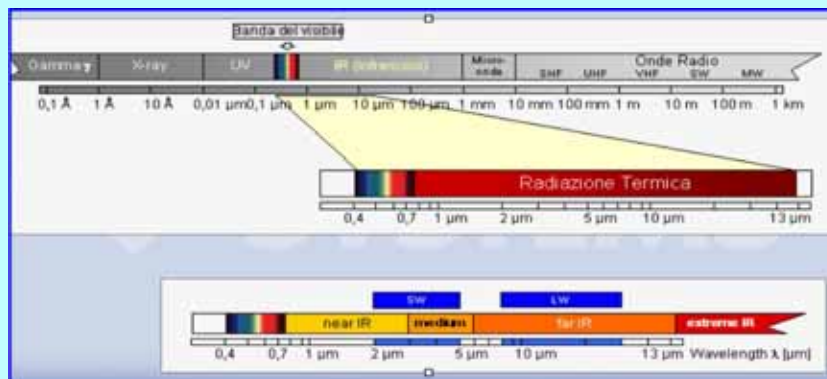 Banda del visibile
Gamma γ X-ray UV IR (Infrarosso) Micro-onde Onde Radio
SHF UHF VHF SW MW
0,1 Å 1 Å 10 Å 0,01 µm 0,1 µm 1 µm 10 µm 100 µm 1 mm 10 mm 100 mm 1 m 10 m 100 m 1 km
Radiazione Termica
0,4 0,7 1 µm 2 µm 5 µm 10 µm 13 µm
SW LW
near IR medium far IR extreme IR
0,4 0,7 1 µm 2 µm 5 µm 10 µm 13 µm Wavelength λ [µm]